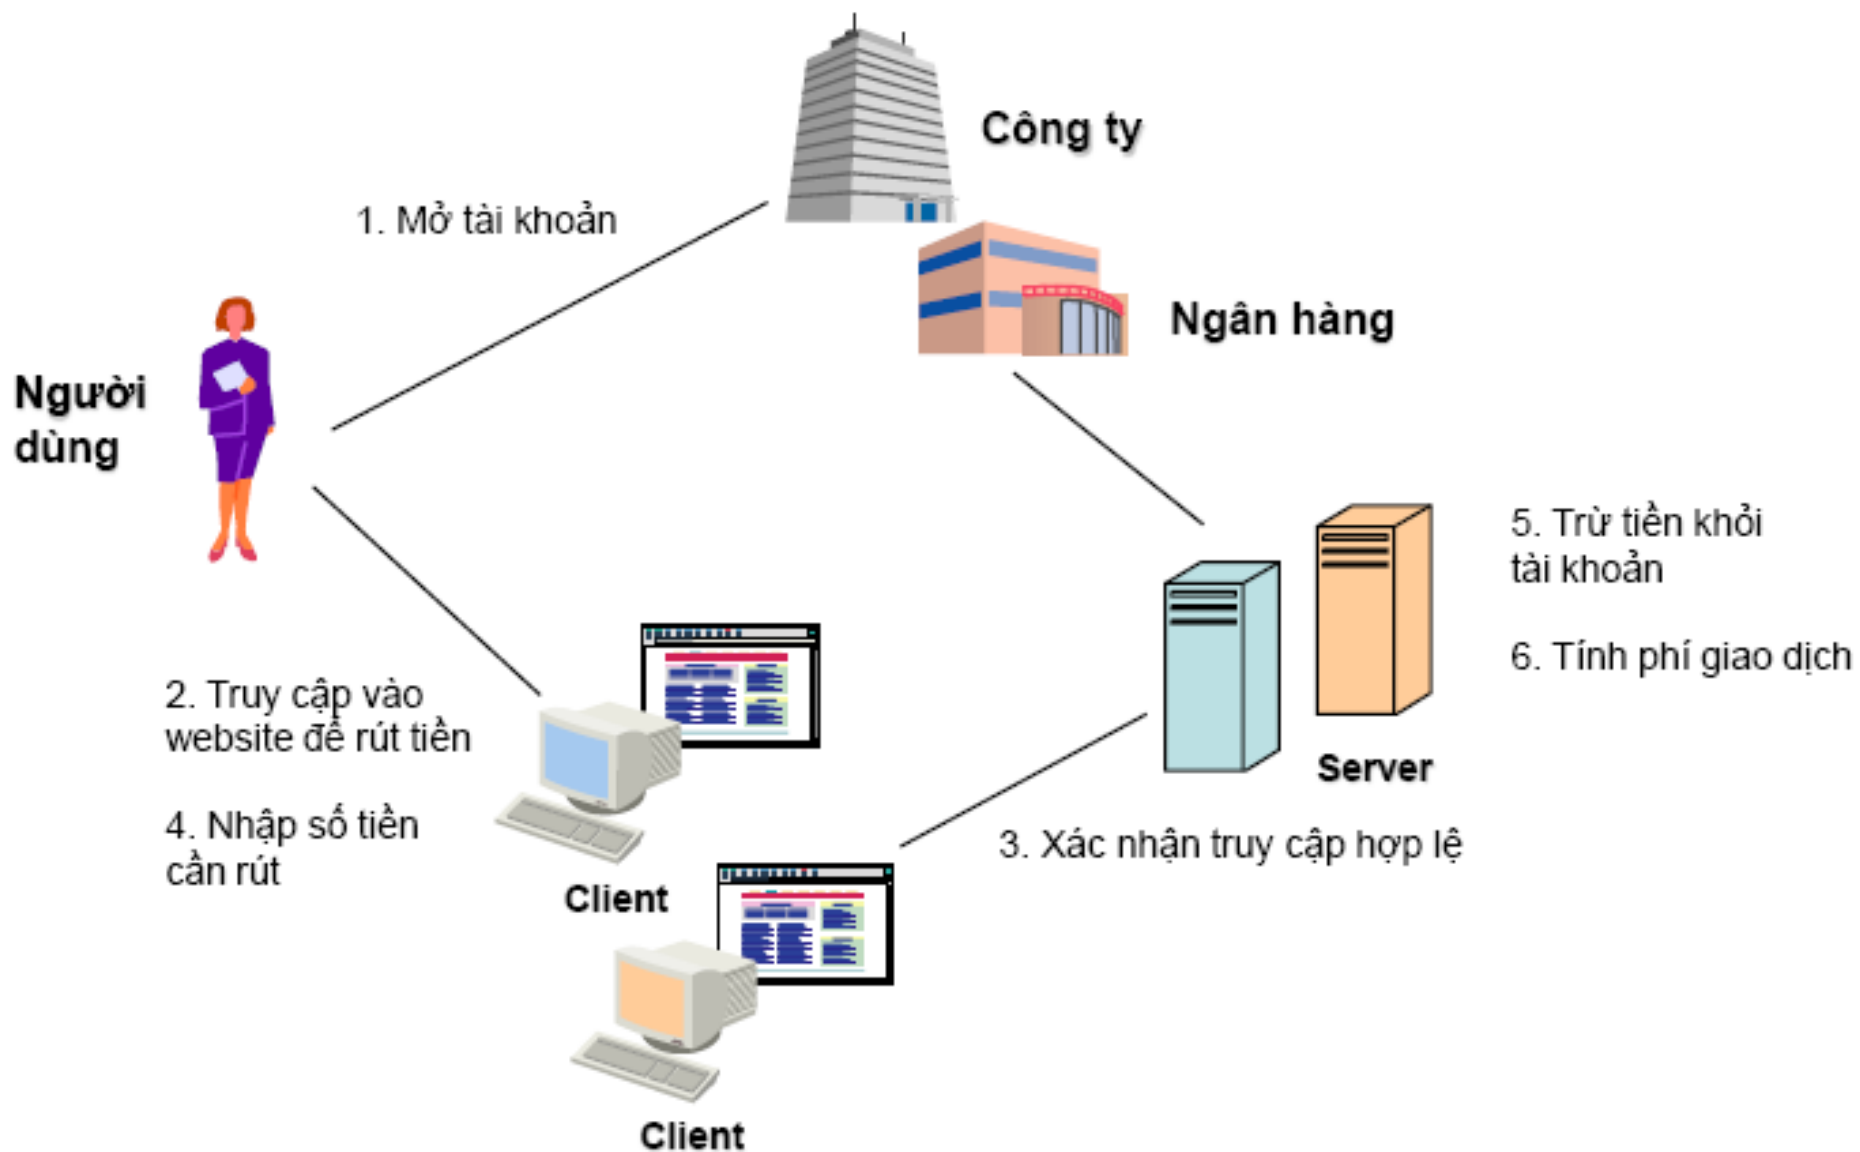 Công ty
1. Mở tài khoản
Ngân hàng
Người
dùng
5. Trừ tiền khỏi
tài khoản
6. Tính phí giao dịch
2. Truy cập vào
website để rút tiền
Server
4. Nhập số tiền
cần rút
3. Xác nhận truy cập hợp lệ
Client
Client